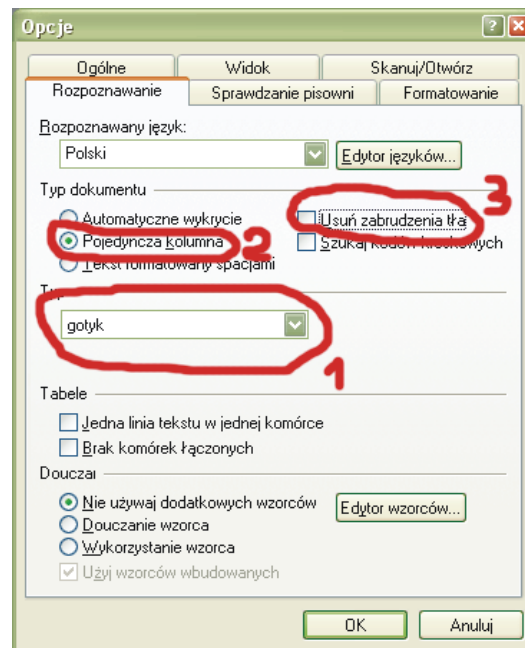 Opcje
Ogólne Widok Skanuj/Otwórz
Rozpoznawanie Sprawdzanie pisowni Formatowanie
Rozpoznawany język:
Polski Edytor języków...
Typ dokumentu 3
Automatyczne wykrycie Usuń zabrudzenia tła
Pojedyncza kolumna 2 Szukaj kodów kreskowych
Tekst formatowany spacjami
gotyk
1
Tabele
Jedna linia tekstu w jednej komórce
Brak komórek łączonych
Douczai
Nie używaj dodatkowych wzorców Edytor wzorców...
Douczanie wzorca
Wykorzystanie wzorca
Użyj wzorców wbudowanych
OK Anuluj